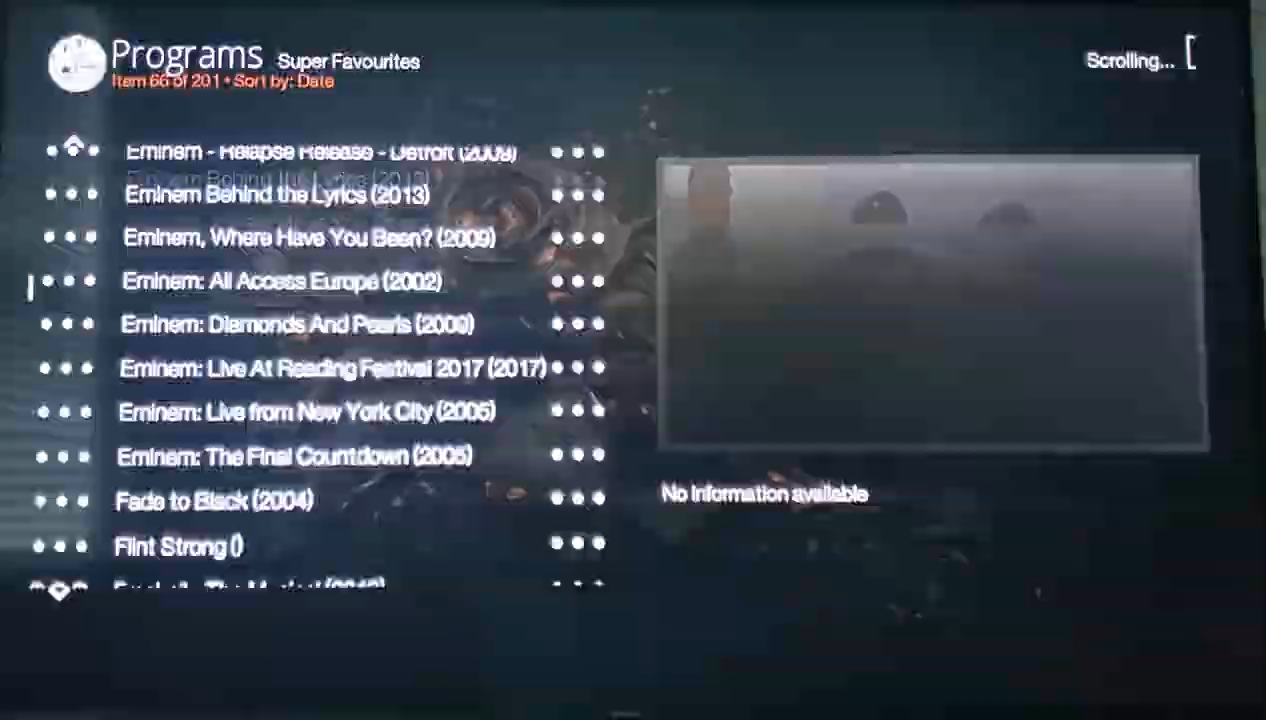 Programs Super Favourites
Scrolling... [
Item 66 of 201 • Sort by: Date
Eminem - Relapse Release - Detroit (2009)
Eminem Behind the Lyrics (2013)
Eminem, Where Have You Been? (2009)
Eminem: All Access Europe (2002)
Eminem: Diamonds And Pearls (2009)
Eminem: Live At Reading Festival 2017 (2017)
Eminem: Live from New York City (2005)
Eminem: The Final Countdown (2005)
Fade to Black (2004)
Flint Strong ()
No information available